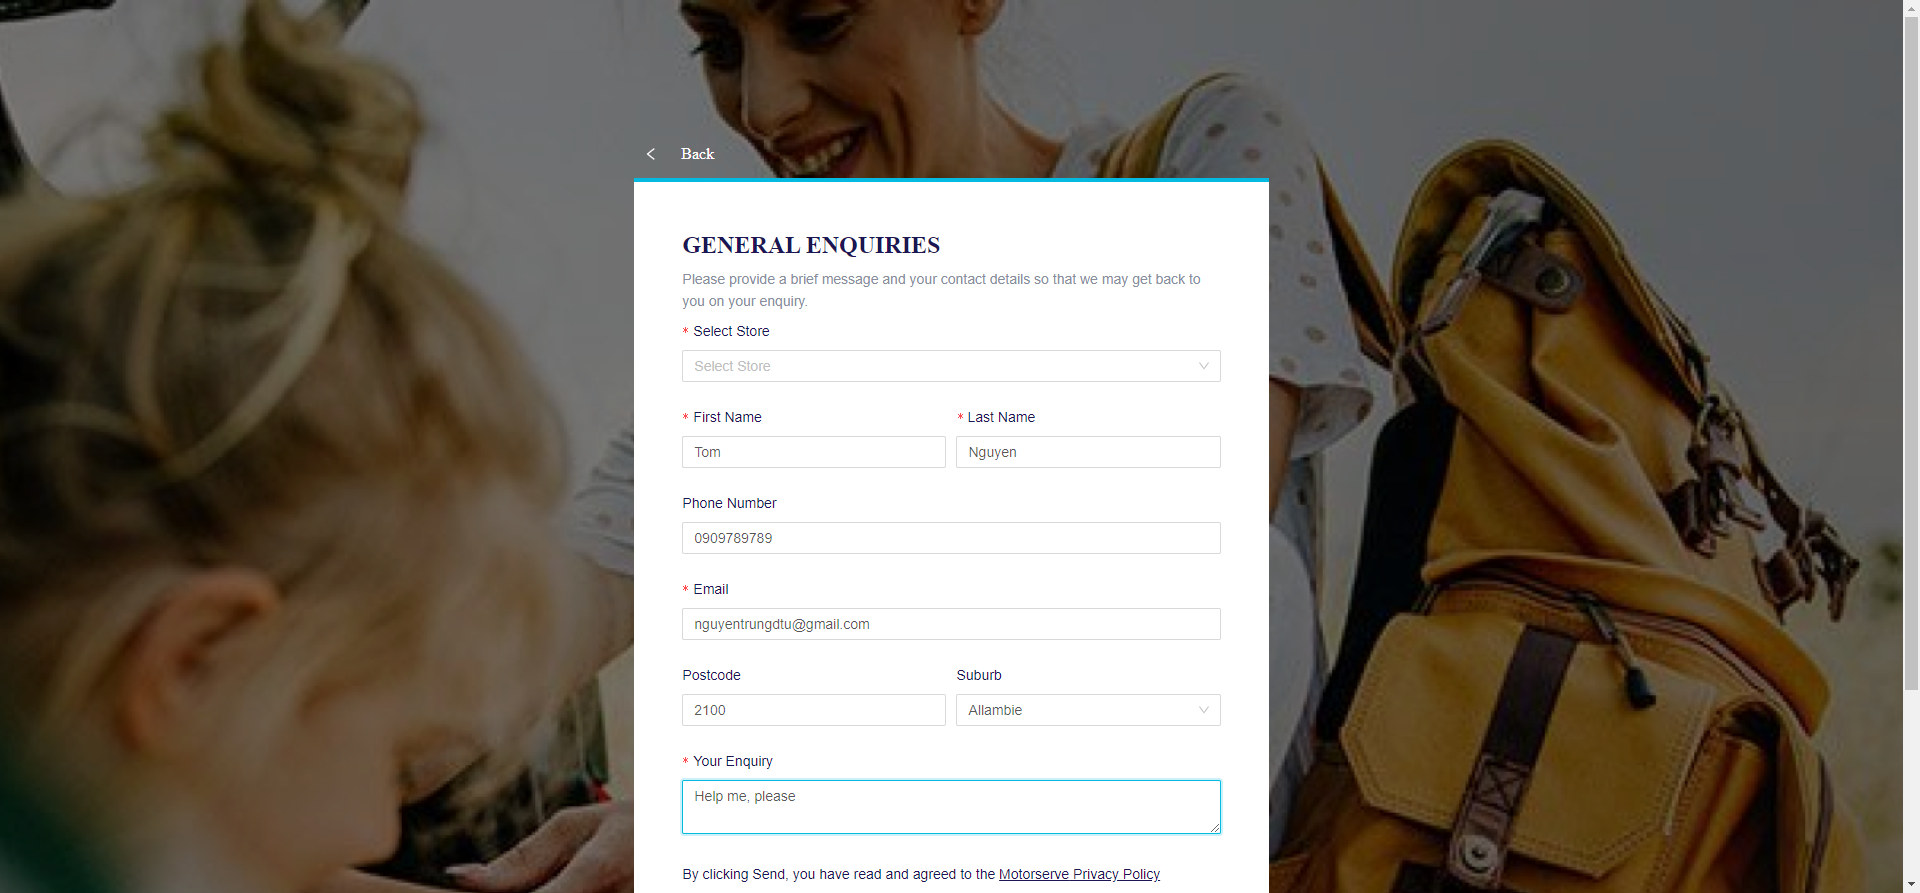 Back
GENERAL ENQUIRIES
Please provide a brief message and your contact details so that we may get back to
you on your enquiry.
* Select Store
Select Store
* First Name
* Last Name
Tom
Nguyen
Phone Number
0909789789
* Email
nguyentrungdtu@gmail.com
Postcode
Suburb
2100
Allambie
* Your Enquiry
Help me, please
By clicking Send, you have read and agreed to the Motorserve Privacy Policy